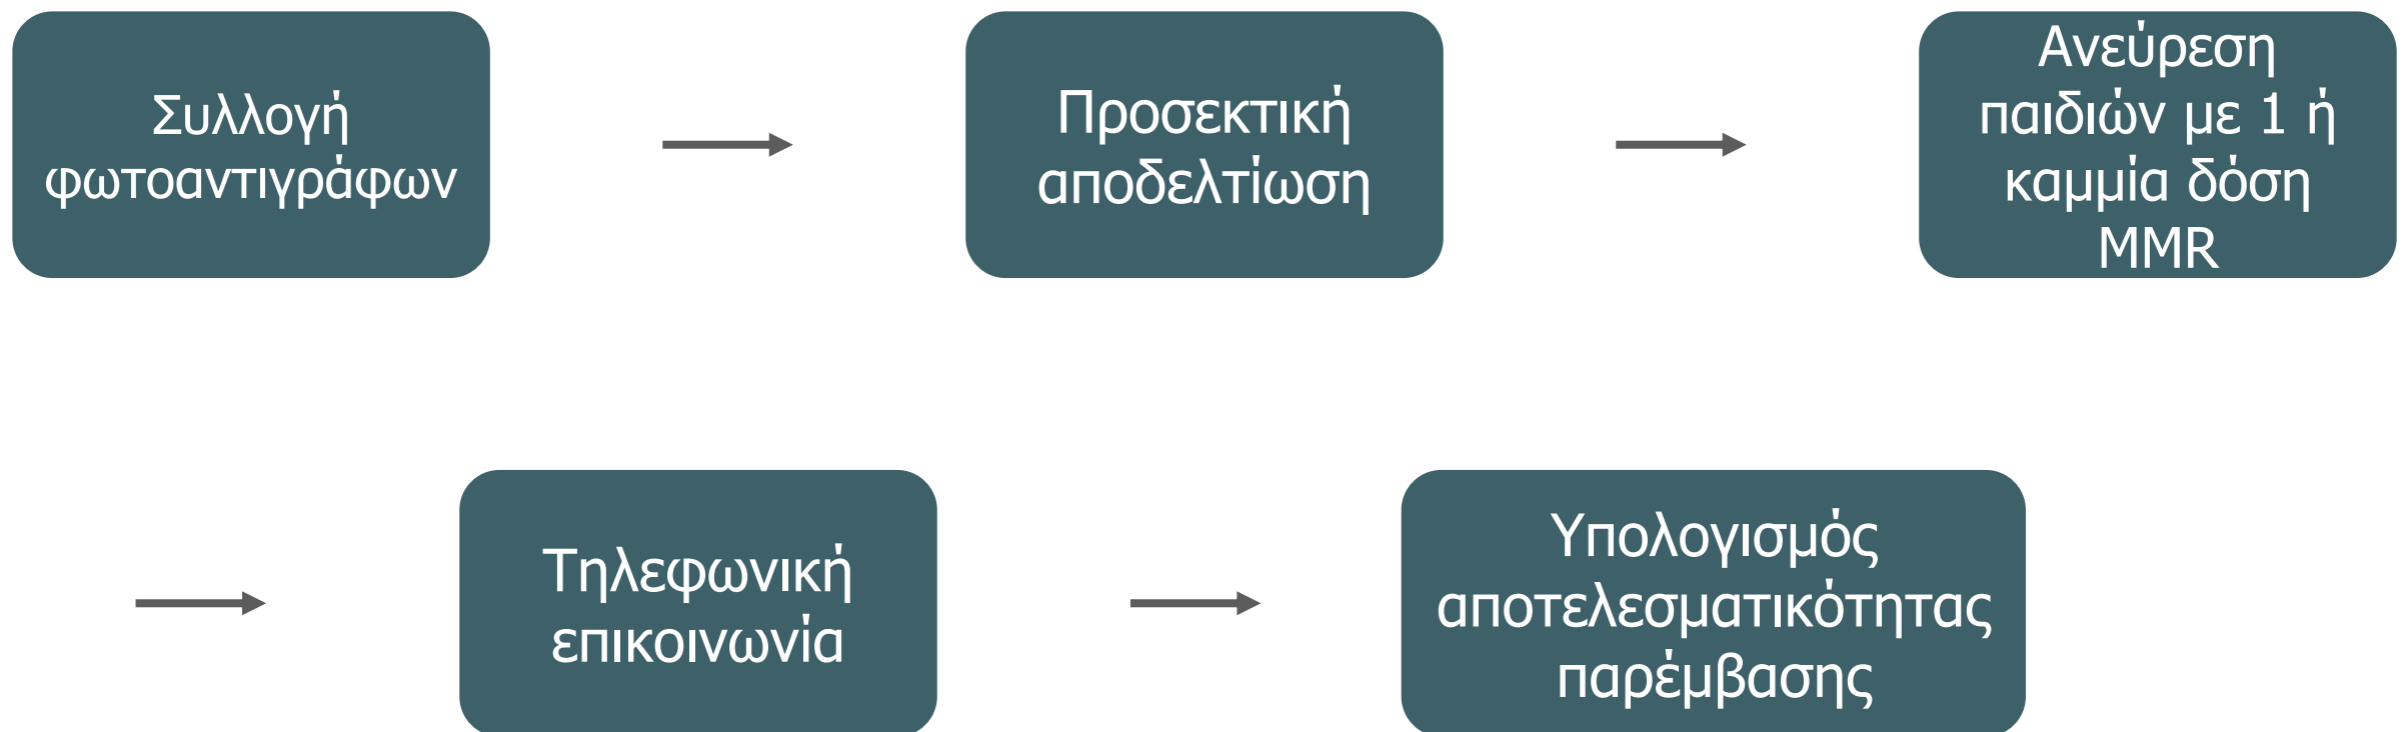 Συλλογή
φωτοαντιγράφων
Προσεκτική
αποδελτίωση
Ανεύρεση
παιδιών με 1 ή
καμμία δόση
MMR
Τηλεφωνική
επικοινωνία
Υπολογισμός
αποτελεσματικότητας
παρέμβασης